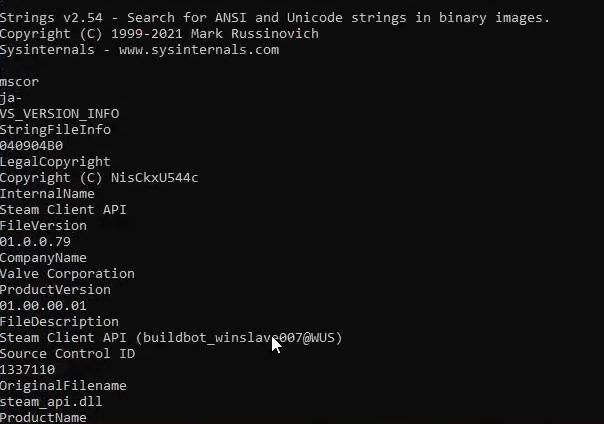 Strings v2.54 - Search for ANSI and Unicode strings in binary images.
Copyright (C) 1999-2021 Mark Russinovich
Sysinternals - www.sysinternals.com
mscor
ja-
VS_VERSION_INFO
StringFileInfo
040904B0
LegalCopyright
Copyright (C) NisCkxU544c
InternalName
Steam Client API
FileVersion
01.0.0.79
CompanyName
Valve Corporation
ProductVersion
01.00.00.01
FileDescription
Steam Client API (buildbot_winslave007@WUS)
Source Control ID
1337110
OriginalFilename
steam_api.dll
ProductName